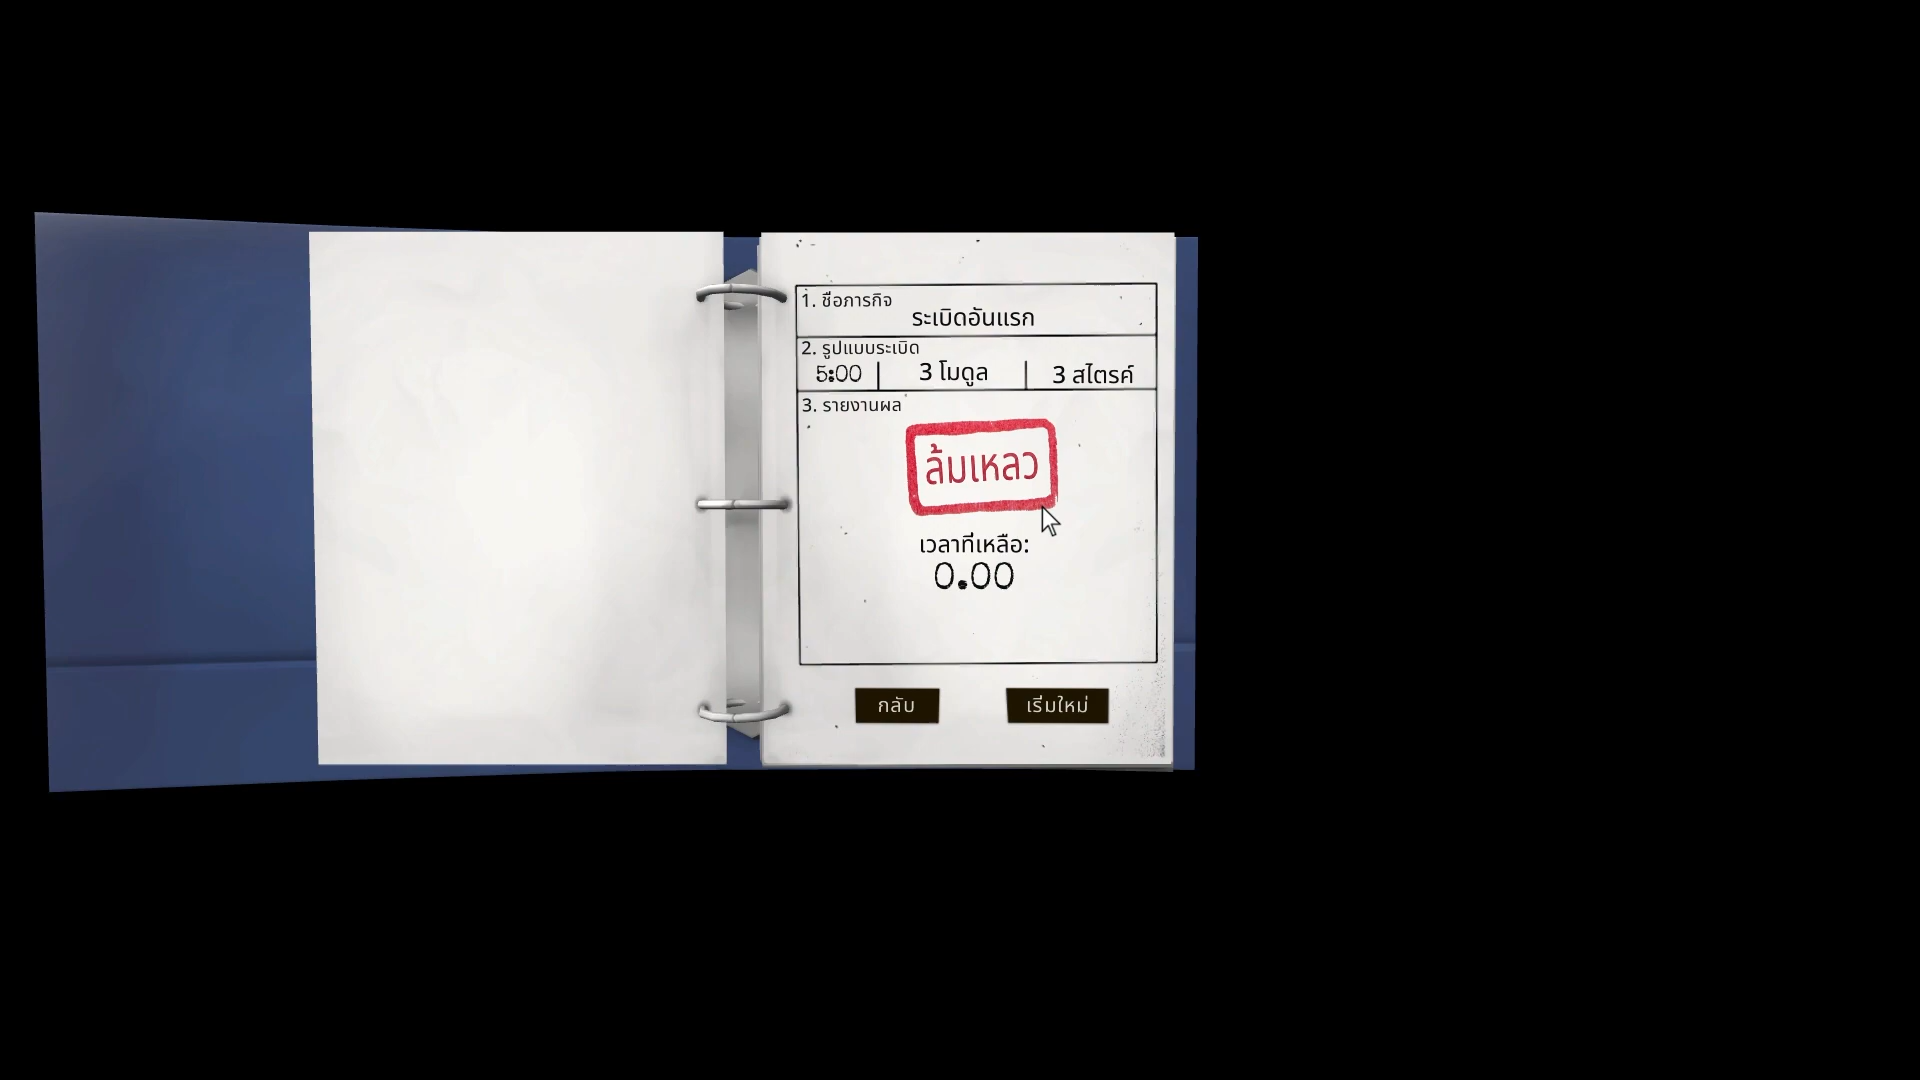 1. ชื่อภารกิจ
ระเบิดอันแรก
2. รูปแบบระเบิด
5:00 3 โมดูล 3 สไตรค์
3. รายงานผล
ล้มเหลว
เวลาที่เหลือ:
0.00
กลับ เริ่มใหม่